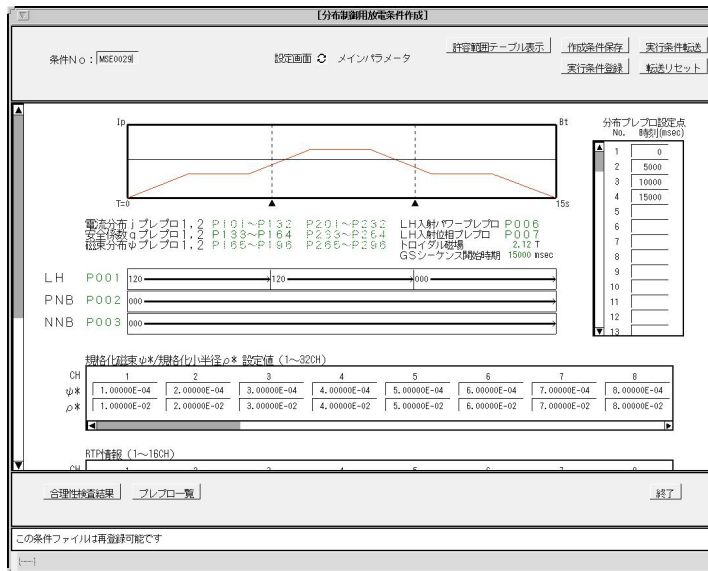 [分布制御用放電条件作成]
条件No: MSE0029
設定画面 メインパラメータ
許容範囲テーブル表示 作成条件保存 実行条件転送
実行条件登録 転送リセット
Ip Bt
T=0 15s
分布プレプロ設定点
No. 時刻(msec)
1 0
2 5000
3 10000
4 15000
5
6
7
8
9
10
11
12
13
電流分布jプレプロ1,2 P101~P132 P201~P232 LH入射パワープレプロ P006
安全係数qプレプロ1,2 P133~P164 P233~P264 LH入射位相プレプロ P007
磁束分布ψプレプロ1,2 P165~P196 P265~P296 トロイダル磁場 2.12 T
GSシーケンス開始時期 15000 msec
LH P001 120 120 000
PNB P002 000
NNB P003 000
規格化磁束ψ*/規格化小半径ρ* 設定値 (1~32CH)
CH 1 2 3 4 5 6 7 8
ψ* 1.00000E-04 2.00000E-04 3.00000E-04 4.00000E-04 5.00000E-04 6.00000E-04 7.00000E-04 8.00000E-04
ρ* 1.00000E-02 2.00000E-02 3.00000E-02 4.00000E-02 5.00000E-02 6.00000E-02 7.00000E-02 8.00000E-02
RTP情報 (1~16CH)
CH 1 2 3 4 5 6 7 8
合理性検査結果 プレプロ一覧 終了
この条件ファイルは再登録可能です
[----]